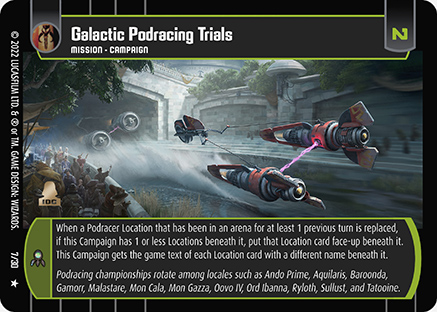 Galactic Podracing Trials
MISSION - CAMPAIGN
N
© 2022 LUCASFILM LTD. & ® or TM. GAME DESIGN: WIZARDS.
IDC
7/30
When a Podracer Location that has been in an arena for at least 1 previous turn is replaced,
if this Campaign has 1 or less Locations beneath it, put that Location card face-up beneath it.
This Campaign gets the game text of each Location card with a different name beneath it.
Podracing championships rotate among locales such as Ando Prime, Aquilaris, Baroonda,
Gamorr, Malastare, Mon Cala, Mon Gazza, Oovo IV, Ord Ibanna, Ryloth, Sullust, and Tatooine.